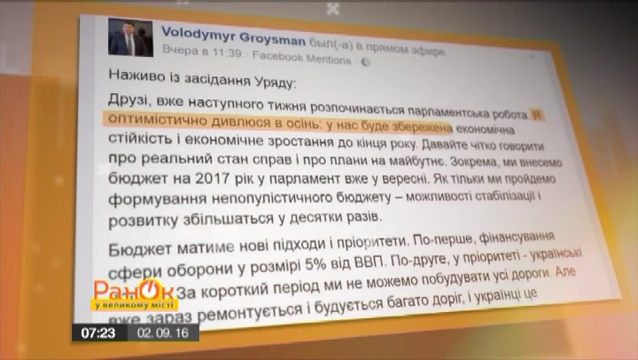 Volodymyr Groysman был(-а) в прямом эфире.
Вчера в 11:39 · Facebook Mentions ·
Наживо із засідання Уряду:
Друзі, вже наступного тижня розпочинається парламентська робота. Я
оптимістично дивлюся в осінь: у нас буде збережена економічна
стійкість і економічне зростання до кінця року. Давайте чітко говорити
про реальний стан справ і про плани на майбутнє. Зокрема, ми внесемо
бюджет на 2017 рік у парламент вже у вересні. Як тільки ми пройдемо
формування непопулістичного бюджету – можливості стабілізації і
розвитку збільшаться у десятки разів.
Бюджет матиме нові підходи і пріоритети. По-перше, фінансування
сфери оборони у розмірі 5% від ВВП. По-друге, у пріоритеті - українські
За короткий період ми не можемо побудувати усі дороги. Але
вже зараз ремонтується і будується багато доріг, і українці це
РАНОК
У ВЕЛИКОМУ МІСТІ
07:23 02.09.16